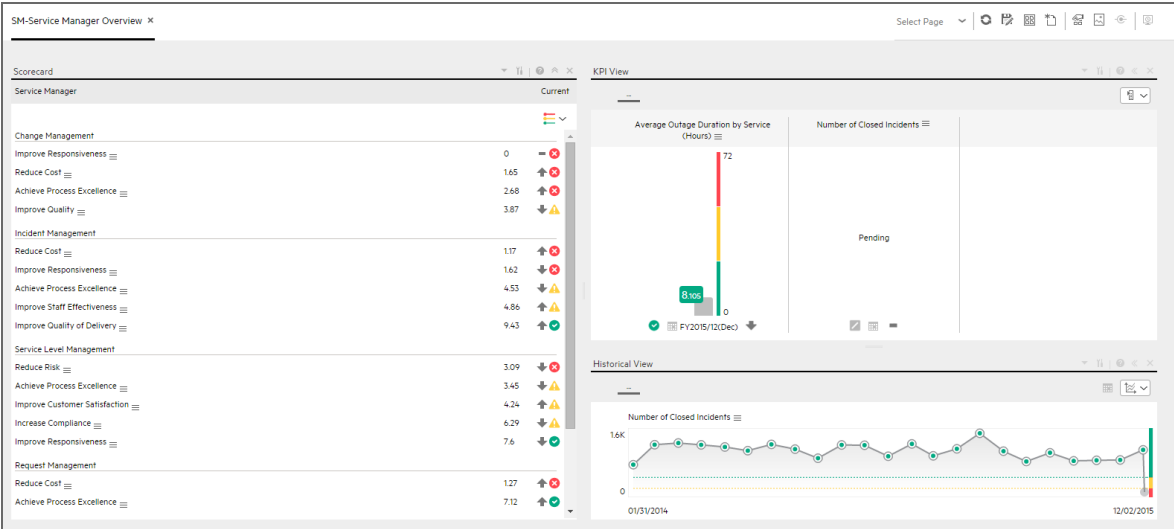 SM-Service Manager Overview ×
Select Page
Scorecard
Service Manager Current
Change Management
Improve Responsiveness 0
Reduce Cost 1.65
Achieve Process Excellence 2.68
Improve Quality 3.87
Incident Management
Reduce Cost 1.17
Improve Responsiveness 1.62
Achieve Process Excellence 4.53
Improve Staff Effectiveness 4.86
Improve Quality of Delivery 9.43
Service Level Management
Reduce Risk 3.09
Achieve Process Excellence 3.45
Improve Customer Satisfaction 4.24
Increase Compliance 6.29
Improve Responsiveness 7.6
Request Management
Reduce Cost 1.27
Achieve Process Excellence 7.12
KPI View
...
Average Outage Duration by Service
(Hours)
72
8.105
0
FY2015/12(Dec)
Number of Closed Incidents
Pending
Historical View
...
Number of Closed Incidents
1.6K
0
01/31/2014 12/02/2015